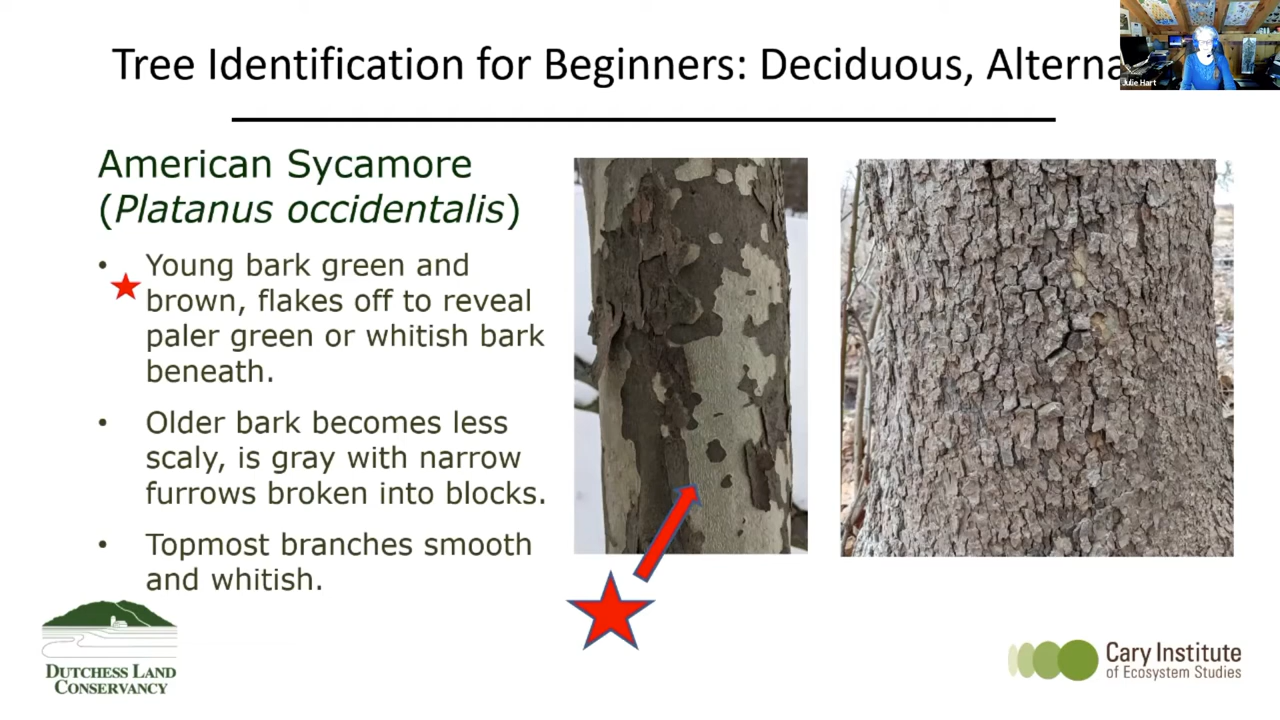 Tree Identification for Beginners: Deciduous, Alterna
Julie Hart
American Sycamore
(Platanus occidentalis)
• Young bark green and
brown, flakes off to reveal
paler green or whitish bark
beneath.
• Older bark becomes less
scaly, is gray with narrow
furrows broken into blocks.
• Topmost branches smooth
and whitish.
DUTCHESS LAND
CONSERVANCY
Cary Institute
of Ecosystem Studies